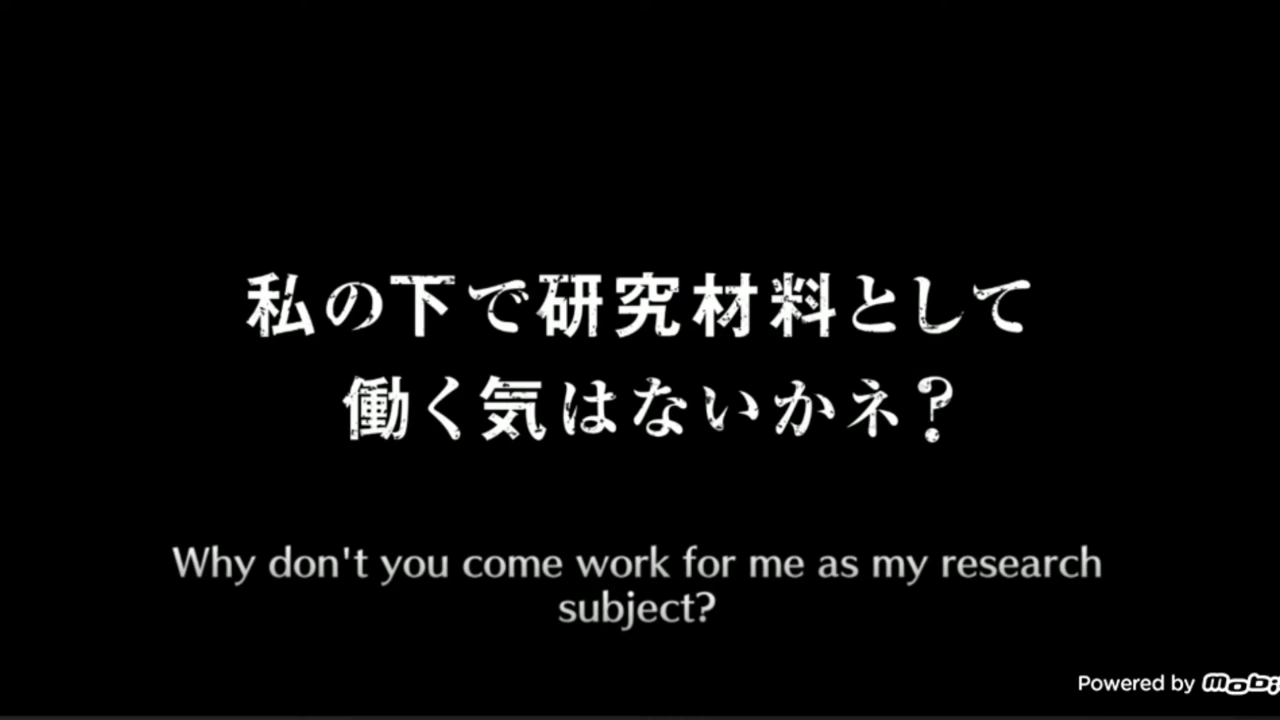 私の下で研究材料として
働く気はないかネ？
Why don't you come work for me as my research
subject?
Powered by